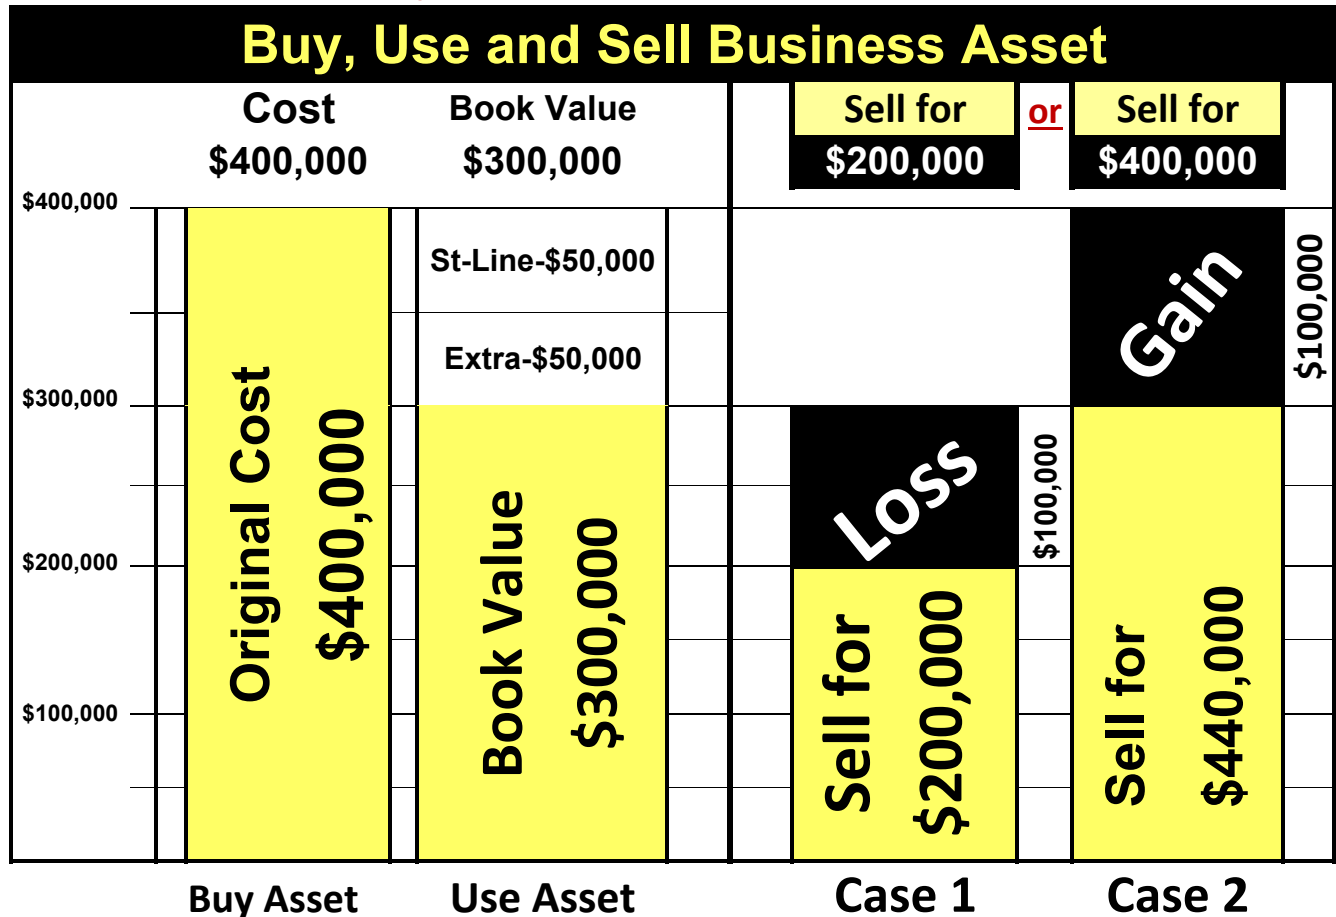 Buy, Use and Sell Business Asset
Cost
$400,000
Book Value
$300,000
Sell for
$200,000
or
Sell for
$400,000
$400,000
$300,000
$200,000
$100,000
Original Cost
$400,000
St-Line-$50,000
Extra-$50,000
Book Value
$300,000
Loss
$100,000
Sell for
$200,000
Gain
$100,000
Sell for
$440,000
Buy Asset
Use Asset
Case 1
Case 2